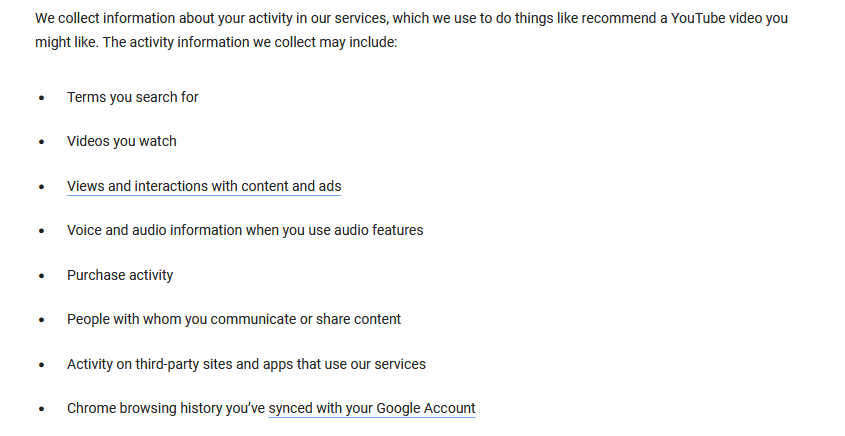 We collect information about your activity in our services, which we use to do things like recommend a YouTube video you
might like. The activity information we collect may include:
• Terms you search for
• Videos you watch
• Views and interactions with content and ads
• Voice and audio information when you use audio features
• Purchase activity
• People with whom you communicate or share content
• Activity on third-party sites and apps that use our services
• Chrome browsing history you’ve synced with your Google Account